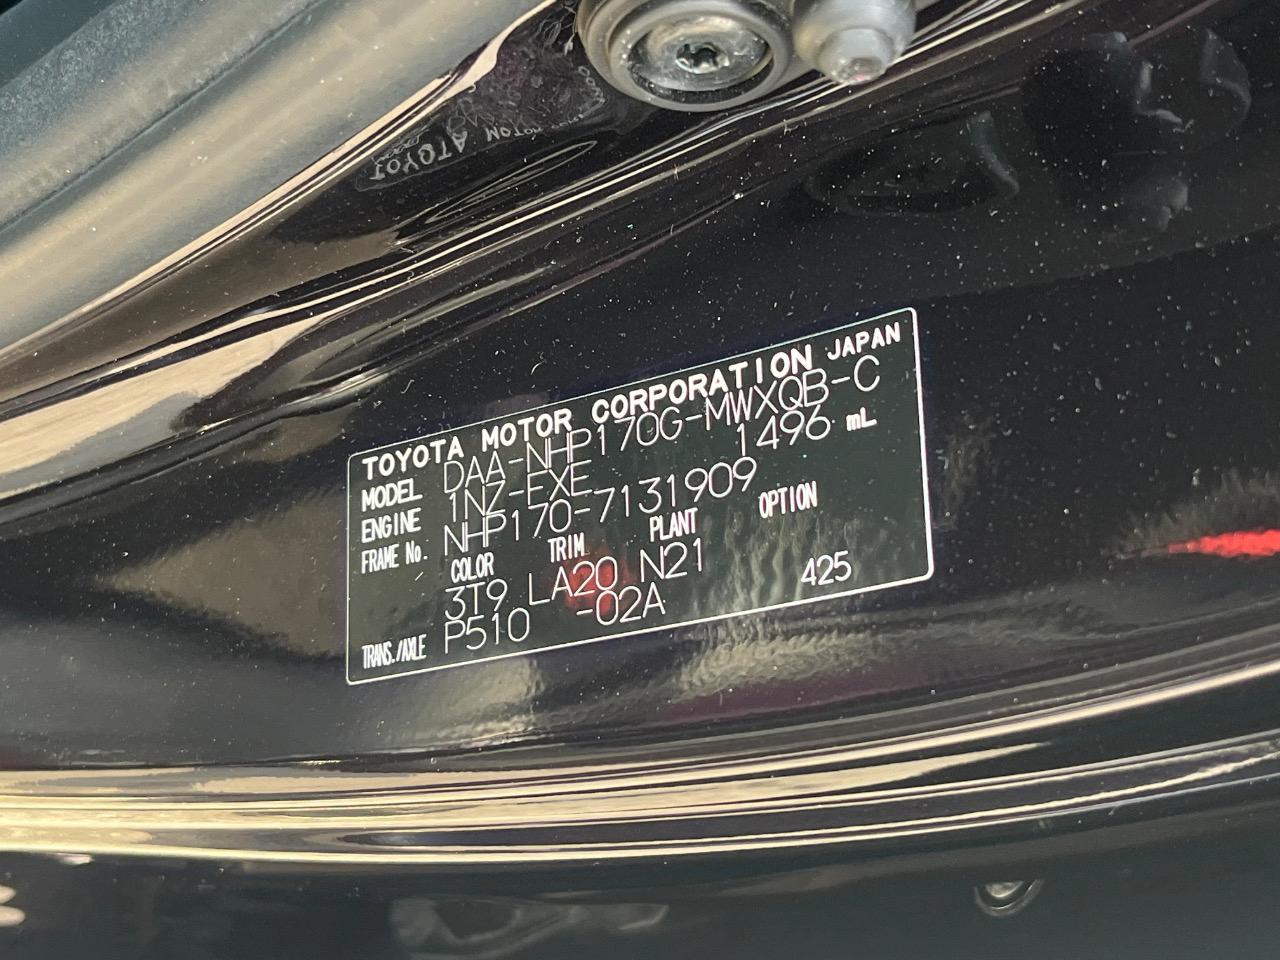 TOYOTA MOTOR CORPORATION JAPAN
MODEL DAA-NHP170G-MWXQB-C
ENGINE 1NZ-FXE 1496 mL
FRAME No. NHP170-7131909
COLOR TRIM PLANT OPTION
3T9 LA20 N21
TRANS./AXLE P510 -02A 425